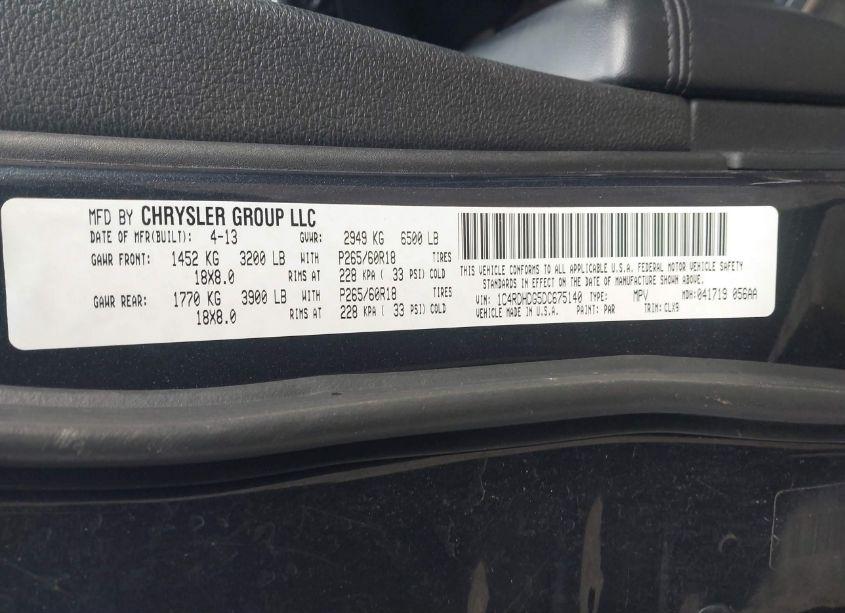 MFD BY CHRYSLER GROUP LLC
DATE OF MFR(BUILT): 4-13 GVWR: 2949 KG 6500 LB
GAWR FRONT: 1452 KG 3200 LB WITH P265/60R18 TIRES
18X8.0 RIMS AT 228 KPA ( 33 PSI) COLD
GAWR REAR: 1770 KG 3900 LB WITH P265/60R18 TIRES
18X8.0 RIMS AT 228 KPA ( 33 PSI) COLD
THIS VEHICLE CONFORMS TO ALL APPLICABLE U.S.A. FEDERAL MOTOR VEHICLE SAFETY
STANDARDS IN EFFECT ON THE DATE OF MANUFACTURE SHOWN ABOVE.
VIN: 1C4RDHDG5DC675140 TYPE: MPV MDH: 041719 056AA
VEHICLE MADE IN U.S.A. PAINT: PAR TRIM: CLX9